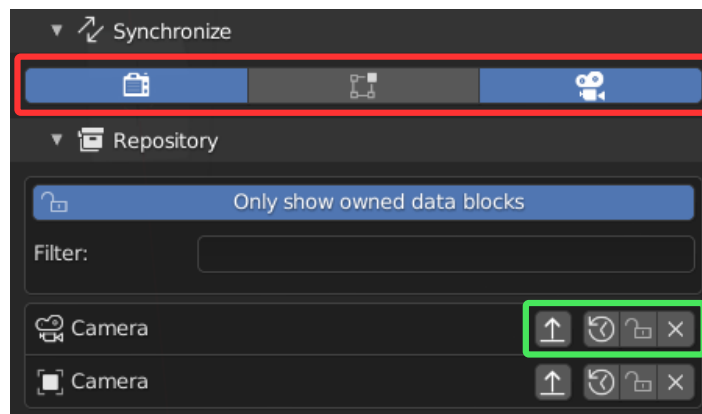 Synchronize
Repository
Only show owned data blocks
Filter:
Camera
Camera